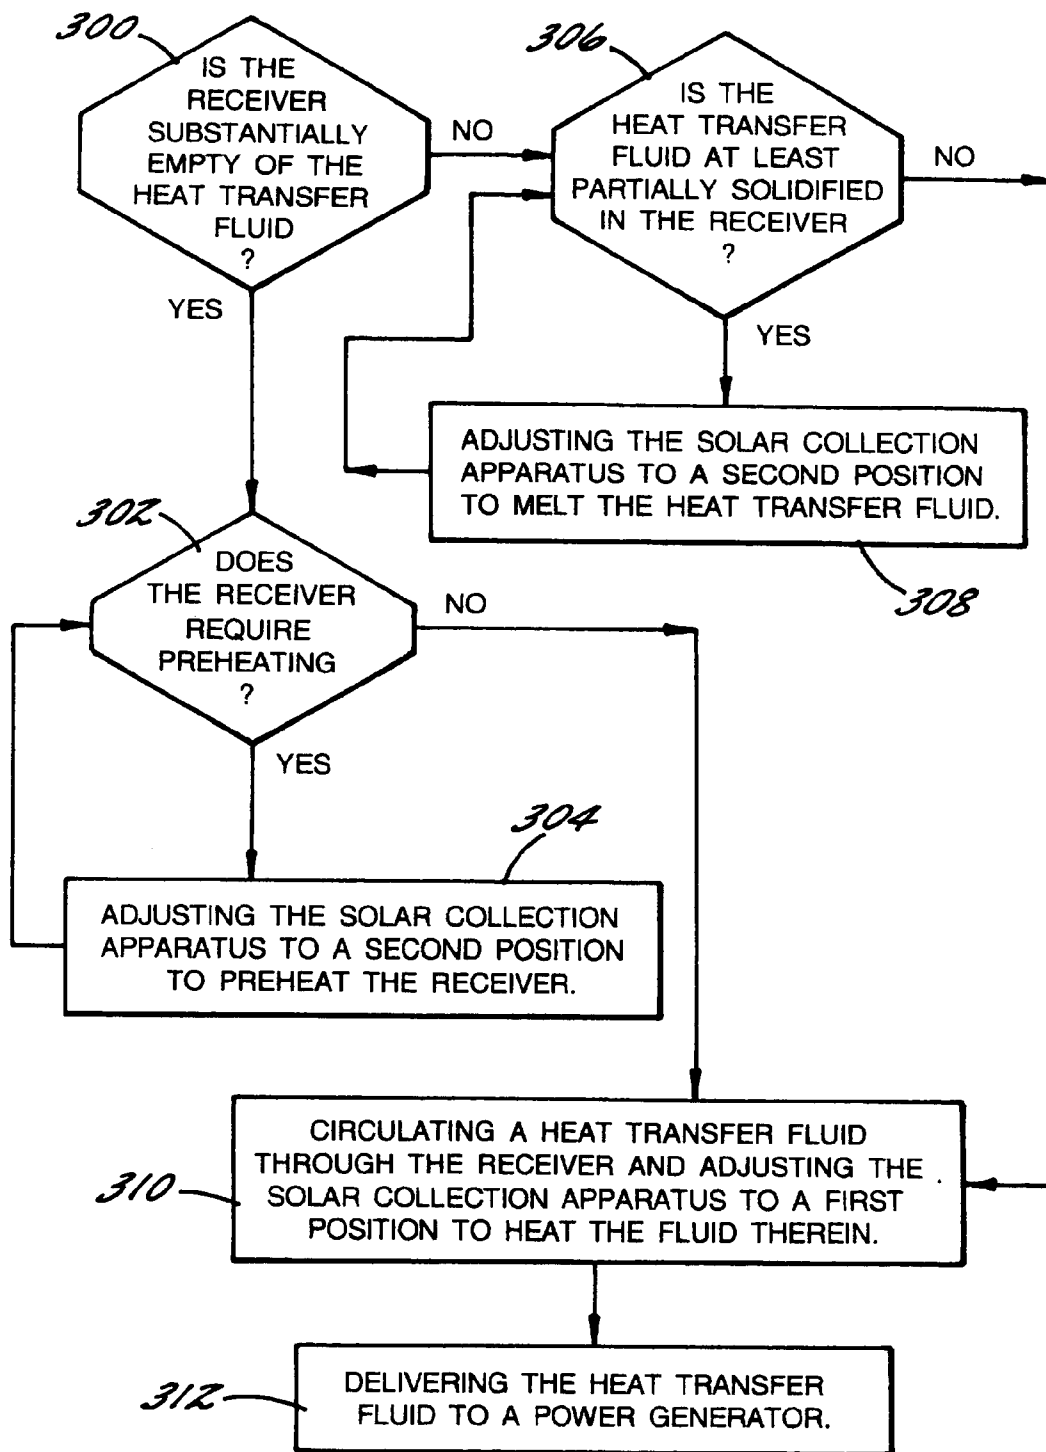 300
IS THE
RECEIVER
SUBSTANTIALLY
EMPTY OF THE
HEAT TRANSFER
FLUID
?
NO
YES
306
IS THE
HEAT TRANSFER
FLUID AT LEAST
PARTIALLY SOLIDIFIED
IN THE RECEIVER
?
NO
YES
ADJUSTING THE SOLAR COLLECTION
APPARATUS TO A SECOND POSITION
TO MELT THE HEAT TRANSFER FLUID.
308
302
DOES
THE RECEIVER
REQUIRE
PREHEATING
?
NO
YES
304
ADJUSTING THE SOLAR COLLECTION
APPARATUS TO A SECOND POSITION
TO PREHEAT THE RECEIVER.
310
CIRCULATING A HEAT TRANSFER FLUID
THROUGH THE RECEIVER AND ADJUSTING THE
SOLAR COLLECTION APPARATUS TO A FIRST
POSITION TO HEAT THE FLUID THEREIN.
312
DELIVERING THE HEAT TRANSFER
FLUID TO A POWER GENERATOR.